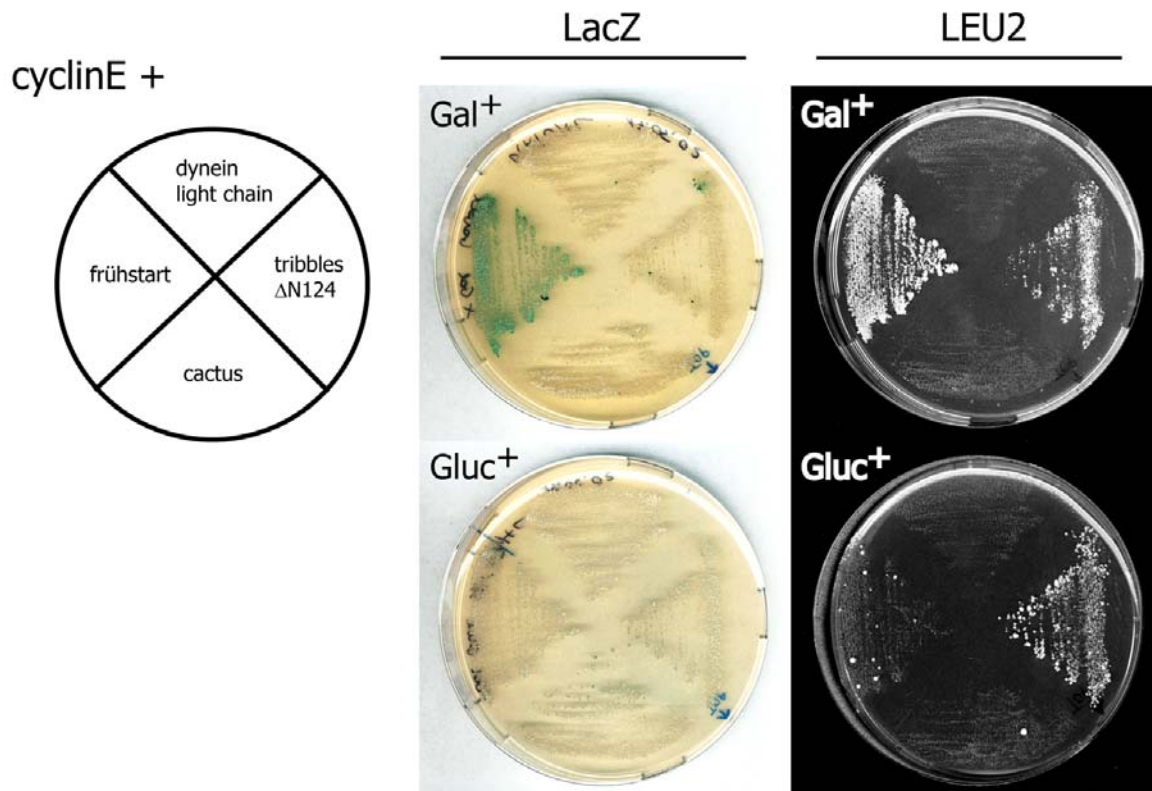 LacZ
LEU2
cyclinE +
dynein
light chain
frühstart
tribbles
ΔN124
cactus
Gal⁺
Gal⁺
Gluc⁺
Gluc⁺